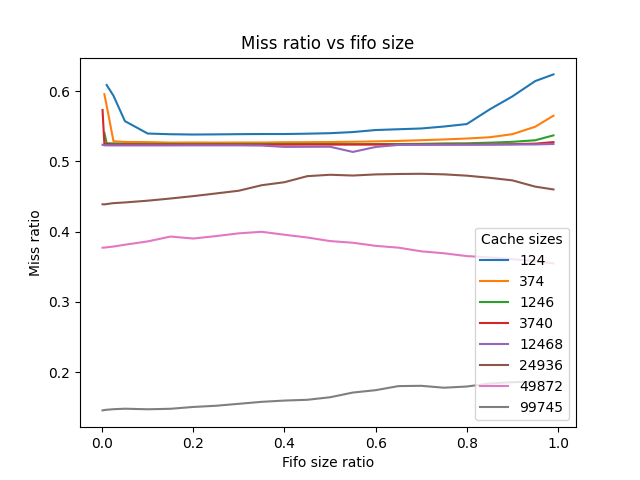 Miss ratio vs fifo size
Miss ratio
0.6
0.5
0.4
0.3
0.2
Cache sizes
124
374
1246
3740
12468
24936
49872
99745
0.0 0.2 0.4 0.6 0.8 1.0
Fifo size ratio